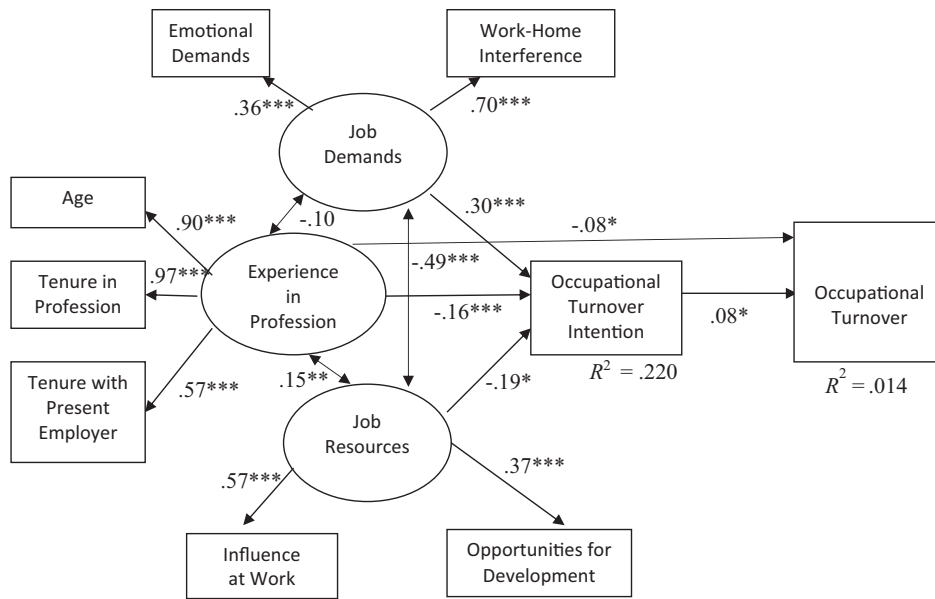 Emotional
Demands
Work-Home
Interference
.36***
.70***
Job
Demands
Age
.90***
-.10
.30***
-.08*
Tenure in
Profession
.97***
Experience
in
Profession
-.49***
-.16***
Occupational
Turnover
Intention
.08*
Occupational
Turnover
R² = .220
R² = .014
Tenure with
Present
Employer
.57***
.15**
-.19*
Job
Resources
.57***
.37***
Influence
at Work
Opportunities for
Development